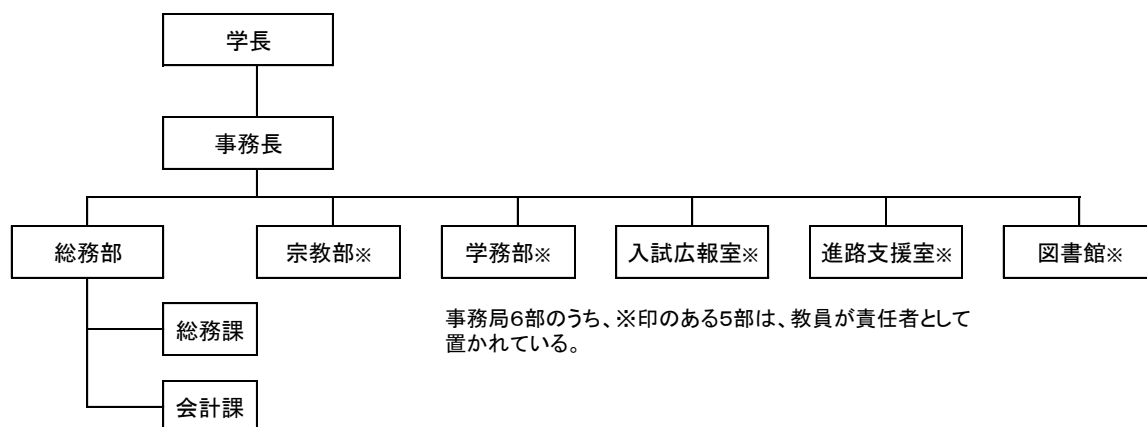 学長
事務長
総務部
宗教部※
学務部※
入試広報室※
進路支援室※
図書館※
総務課
会計課
事務局6部のうち、※印のある5部は、教員が責任者として
置かれている。